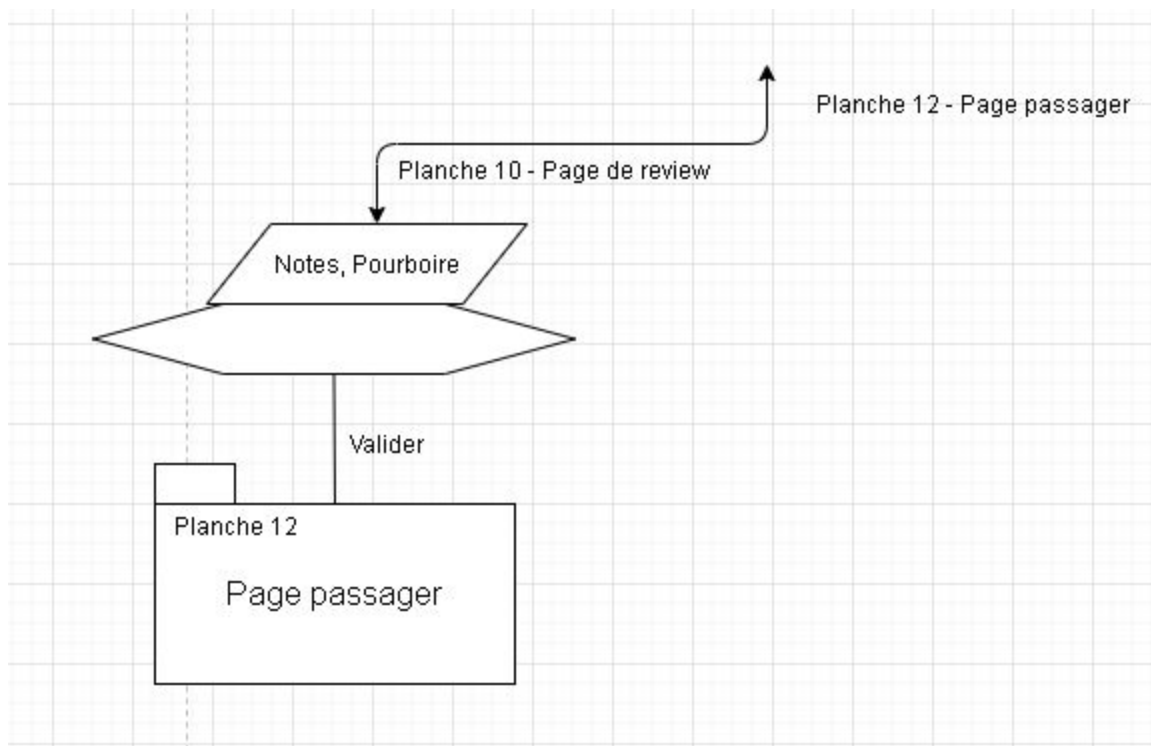 Planche 12 - Page passager
Planche 10 - Page de review
Notes, Pourboire
Valider
Planche 12
Page passager